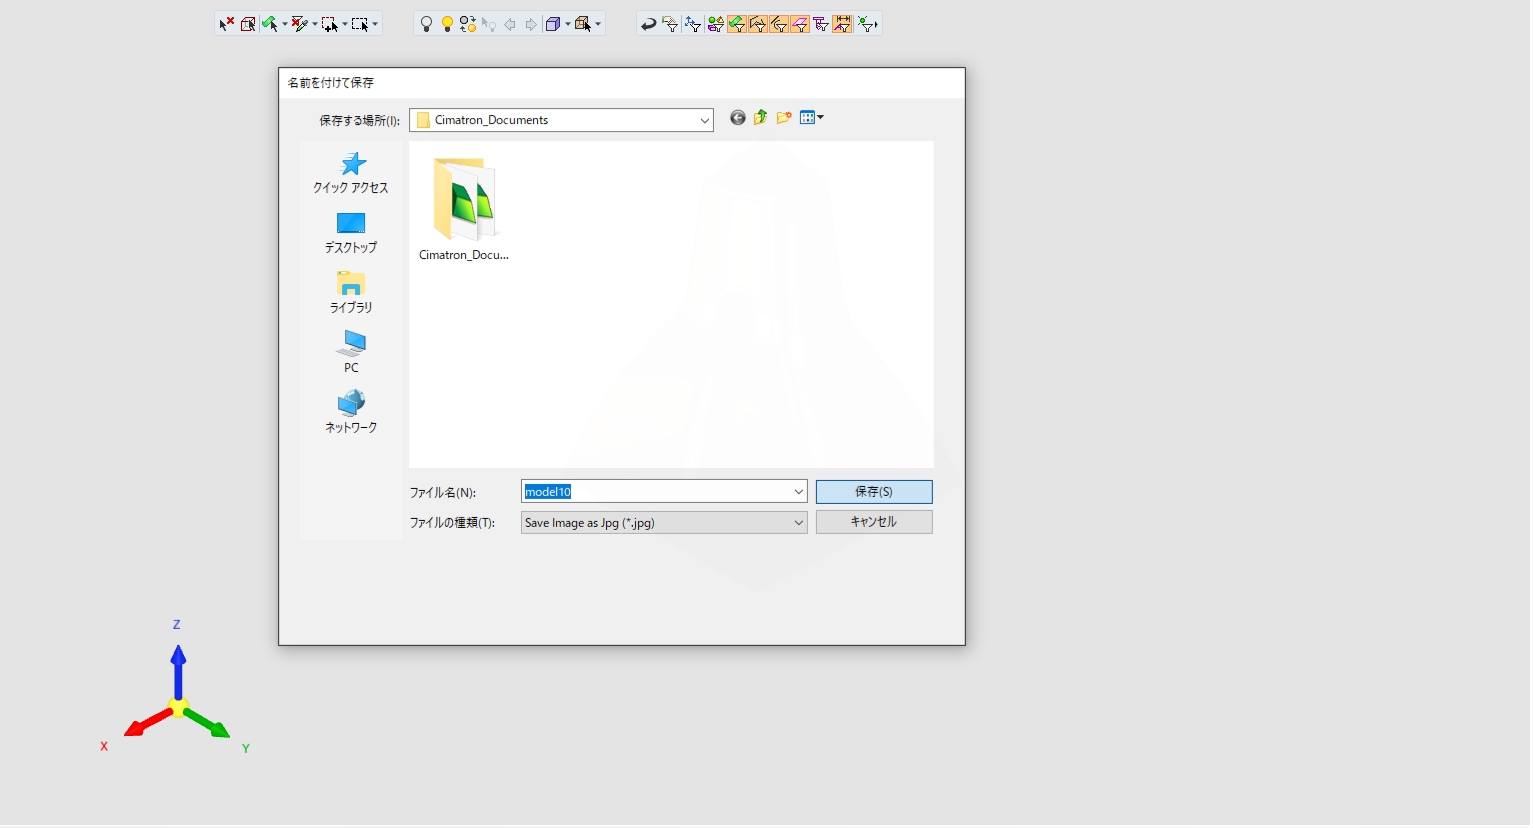 名前を付けて保存
保存する場所(I):
Cimatron_Documents
クイック アクセス
デスクトップ
ライブラリ
PC
ネットワーク
Cimatron_Docu...
ファイル名(N):
model10
保存(S)
ファイルの種類(T):
Save Image as Jpg (*.jpg)
キャンセル
Z
X
Y